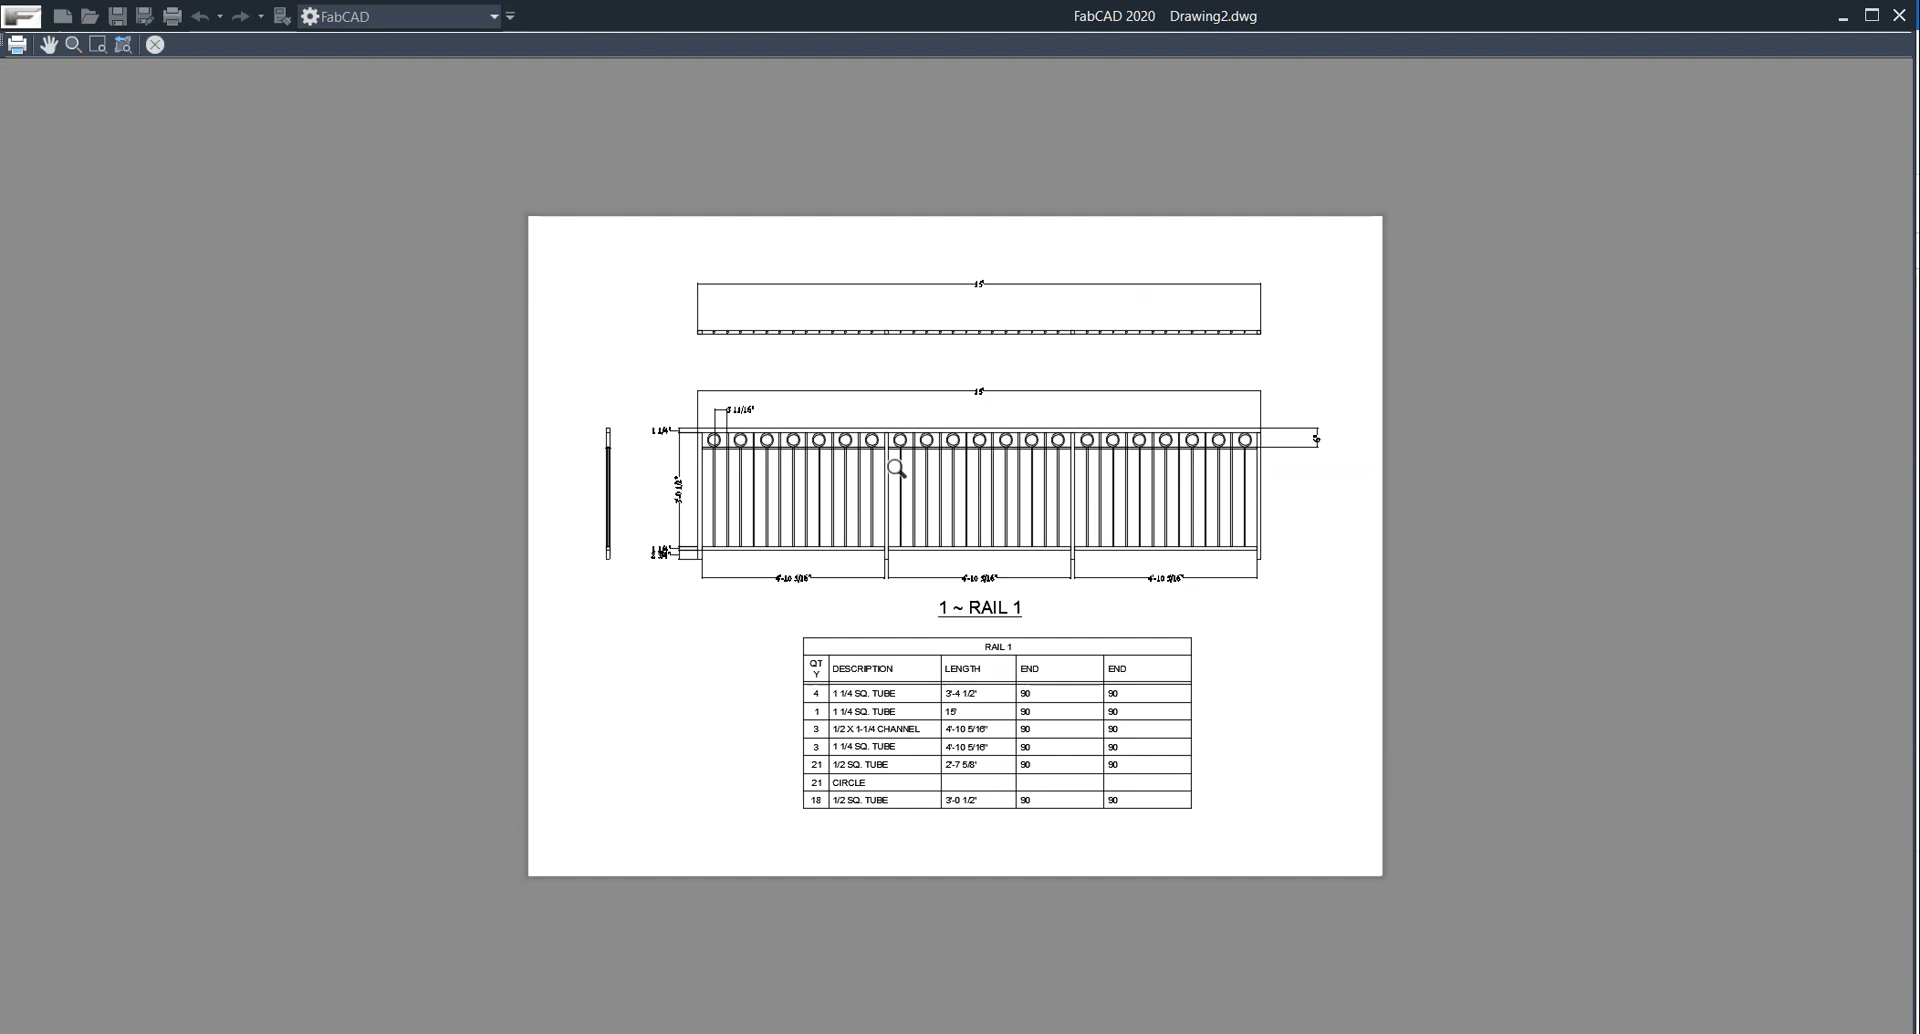 FabCAD
FabCAD 2020 Drawing2.dwg
15'
15'
3 11/16"
1 1/4"
6"
3'-0 1/2"
1 1/4"
4'-10 5/16" 4'-10 5/16" 4'-10 5/16"
1 ~ RAIL 1
RAIL 1
QT
Y DESCRIPTION LENGTH END END
4 1 1/4 SQ. TUBE 3'-4 1/2" 90 90
1 1 1/4 SQ. TUBE 15' 90 90
3 1/2 X 1-1/4 CHANNEL 4'-10 5/16" 90 90
3 1 1/4 SQ. TUBE 4'-10 5/16" 90 90
21 1/2 SQ. TUBE 2'-7 5/8" 90 90
21 CIRCLE
18 1/2 SQ. TUBE 3'-0 1/2" 90 90